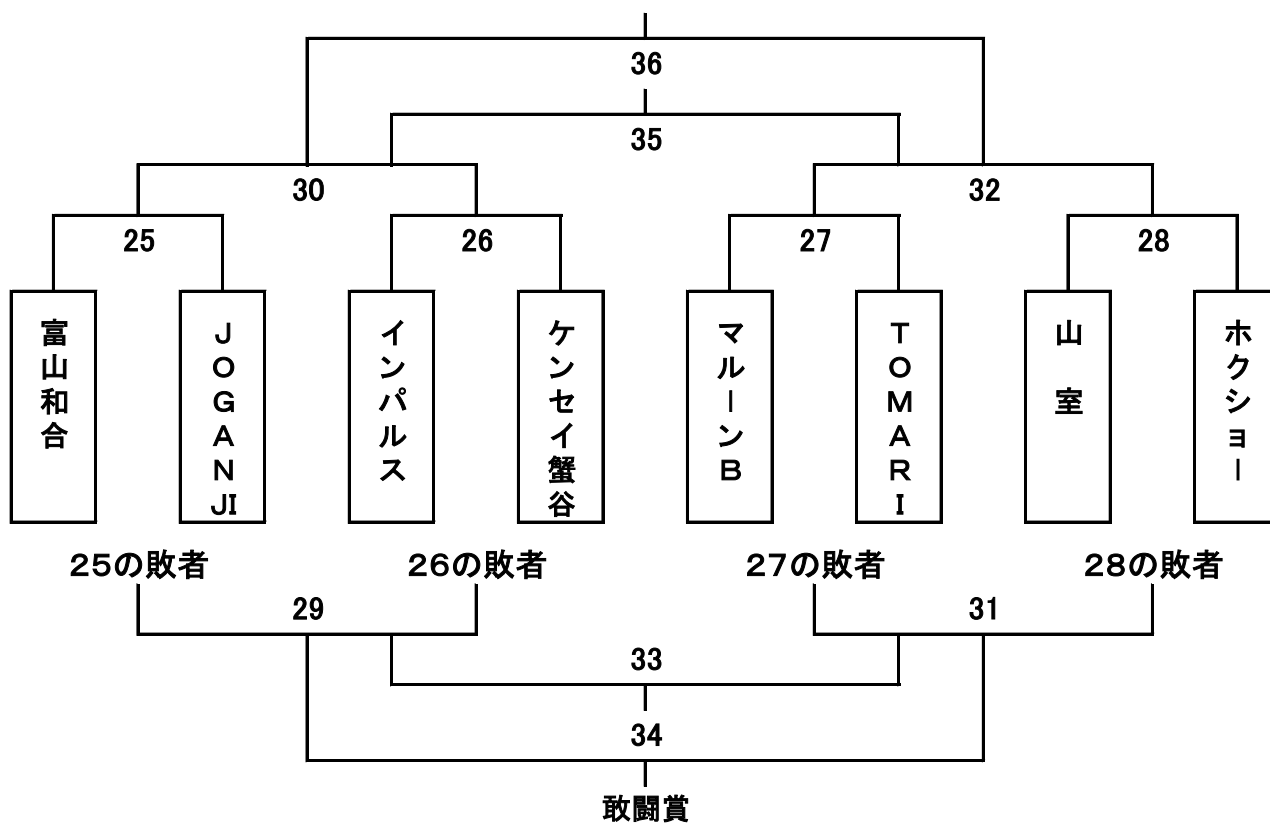 36
35
30
32
25
26
27
28
富山和合
JOGANJI
インパルス
ケンセイ蟹谷
マルーンB
TOMARI
山室
ホクショー
25の敗者
26の敗者
27の敗者
28の敗者
29
31
33
34
敢闘賞